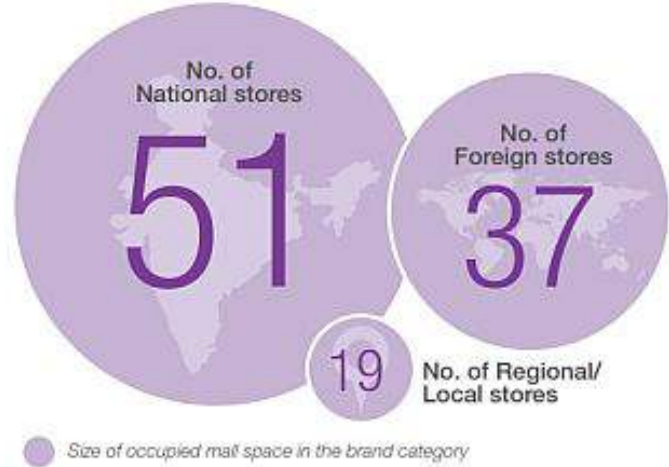 No. of
National stores
51
No. of
Foreign stores
37
19
No. of Regional/
Local stores
Size of occupied mall space in the brand category